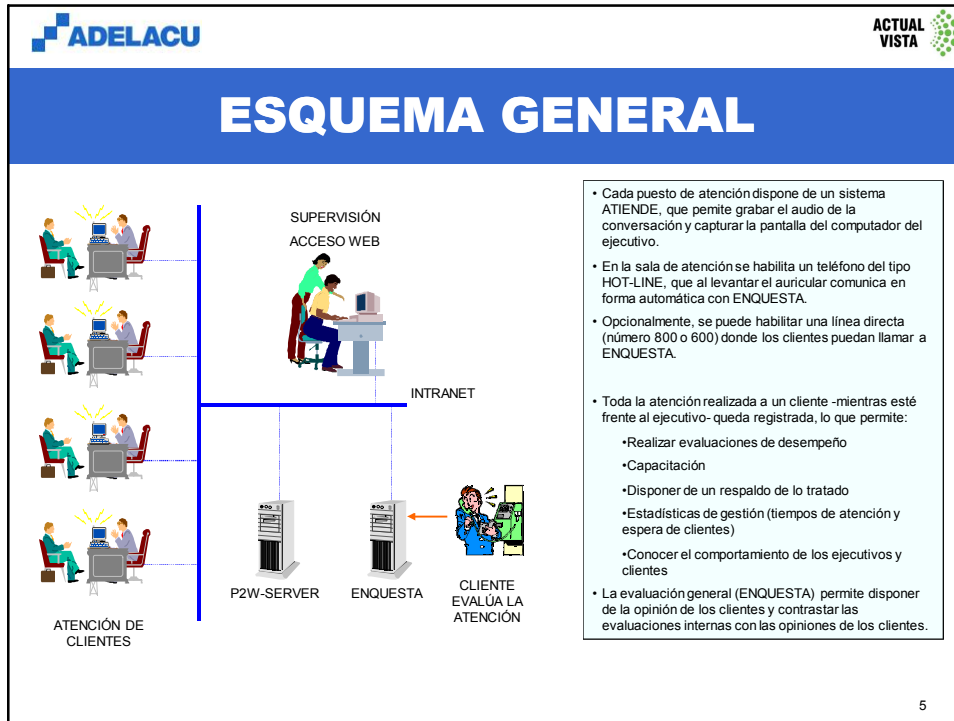 ADELACU
ACTUAL
VISTA
ESQUEMA GENERAL
SUPERVISIÓN
ACCESO WEB
INTRANET
P2W-SERVER
ENQUESTA
CLIENTE
EVALÚA LA
ATENCIÓN
ATENCIÓN DE
CLIENTES
• Cada puesto de atención dispone de un sistema
ATIENDE, que pemite grabar el audio de la
conversación y capturar la pantalla del computador del
ejecutivo.
• En la sala de atención se habilita un teléfono del tipo
HOT-LINE, que al levantar el auricular comunica en
forma automática con ENQUESTA.
• Opcionalmente, se puede habilitar una línea directa
(número 800 o 600) donde los clientes puedan llamar a
ENQUESTA.
• Toda la atención realizada a un cliente -mientras esté
frente al ejecutivo- queda registrada, lo que permite:
•Realizar evaluaciones de desempeño
•Capacitación
•Disponer de un respaldo de lo tratado
•Estadísticas de gestión (tiempos de atención y
espera de clientes)
•Conocer el comportamiento de los ejecutivos y
clientes
• La evaluación general (ENQUESTA) permite disponer
de la opinión de los clientes y contrastar las
evaluaciones internas con las opiniones de los clientes.
5